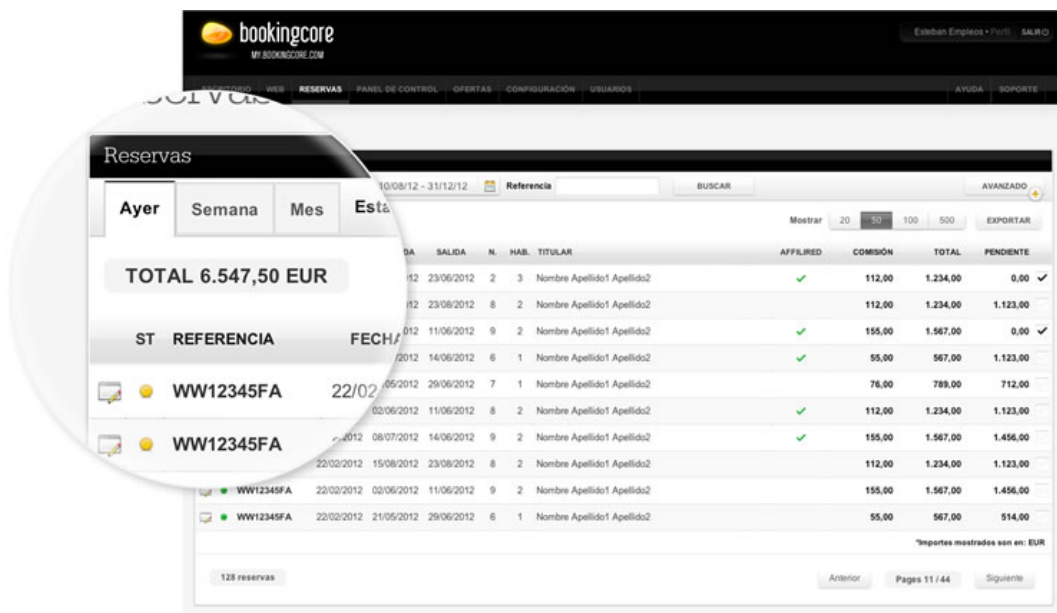 bookingcore
MY.BOOKINGCORE.COM
Esteban Empleos • Perfil SALIR
ESCRITORIO WEB RESERVAS PANEL DE CONTROL OFERTAS CONFIGURACIÓN USUARIOS AYUDA SOPORTE
Reservas
Ayer Semana Mes
10/08/12 - 31/12/12 Referencia BUSCAR AVANZADO
Mostrar 20 50 100 500 EXPORTAR
TOTAL 6.547,50 EUR
SALIDA N. HAB. TITULAR AFFILIRED COMISIÓN TOTAL PENDIENTE
ST REFERENCIA
23/06/2012 2 3 Nombre Apellido1 Apellido2 112,00 1.234,00 0,00
23/08/2012 8 2 Nombre Apellido1 Apellido2 112,00 1.234,00 1.123,00
11/06/2012 9 2 Nombre Apellido1 Apellido2 155,00 1.567,00 0,00
14/06/2012 6 1 Nombre Apellido1 Apellido2 55,00 567,00 1.123,00
WW12345FA 22/02
29/06/2012 7 1 Nombre Apellido1 Apellido2 76,00 789,00 712,00
02/06/2012 11/06/2012 8 2 Nombre Apellido1 Apellido2 112,00 1.234,00 1.123,00
WW12345FA
08/07/2012 14/06/2012 9 2 Nombre Apellido1 Apellido2 155,00 1.567,00 1.456,00
22/02/2012 15/08/2012 23/08/2012 8 2 Nombre Apellido1 Apellido2 112,00 1.234,00 1.123,00
WW12345FA 22/02/2012 02/06/2012 11/06/2012 9 2 Nombre Apellido1 Apellido2 155,00 1.567,00 1.456,00
WW12345FA 22/02/2012 21/05/2012 29/06/2012 6 1 Nombre Apellido1 Apellido2 55,00 567,00 514,00
*Importes mostrados son en: EUR
128 reservas Anterior Pages 11 / 44 Siguiente